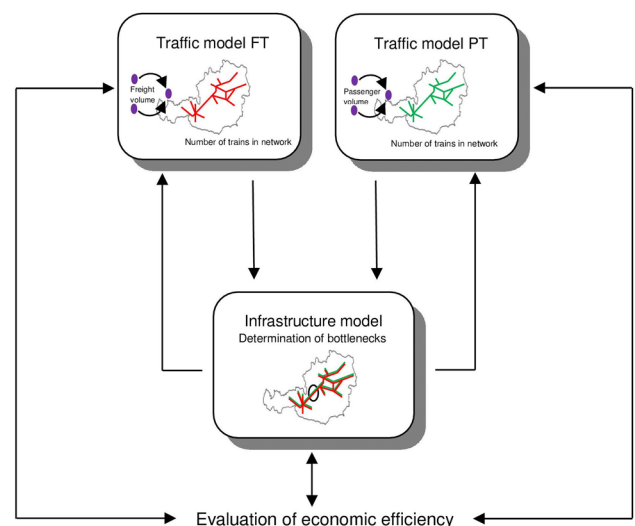 Traffic model FT
Freight
volume
Number of trains in network
Traffic model PT
Passenger
volume
Number of trains in network
Infrastructure model
Determination of bottlenecks
Evaluation of economic efficiency